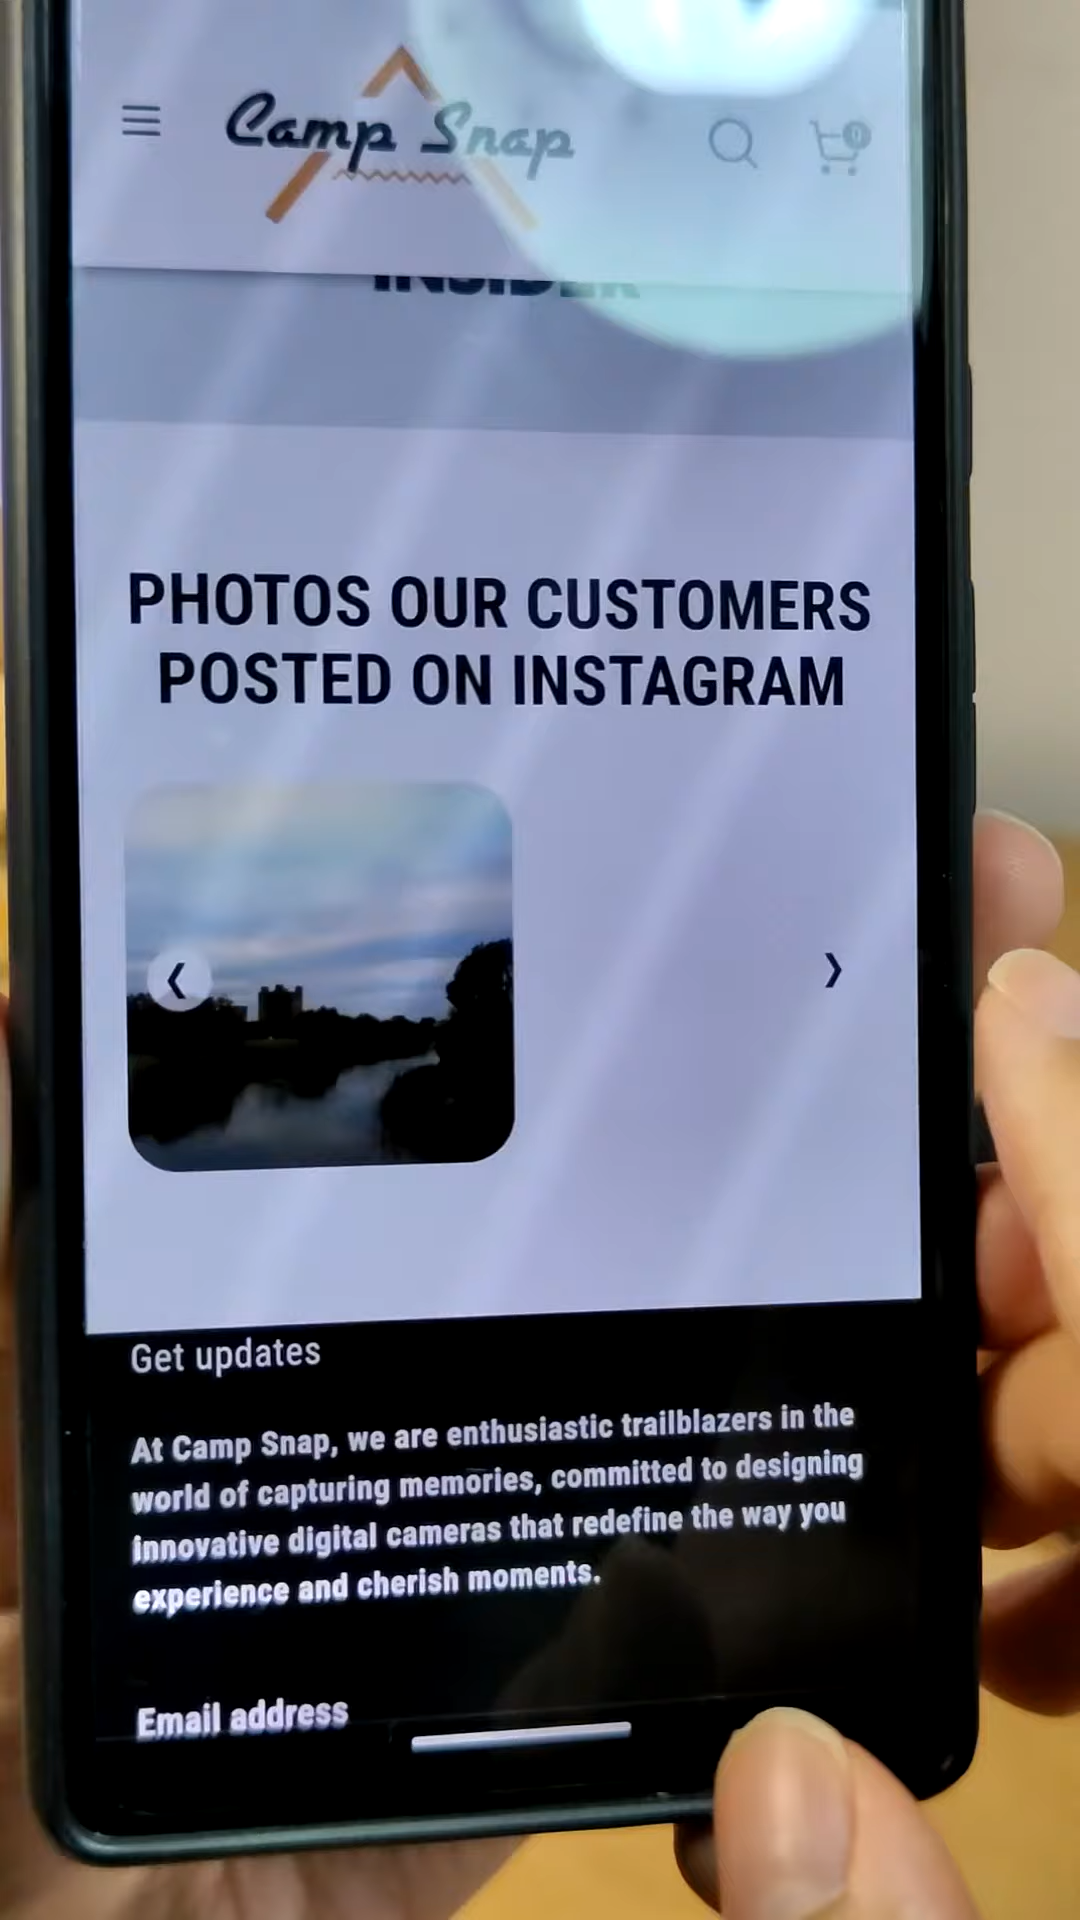 Camp Snap
0
INSIDER
PHOTOS OUR CUSTOMERS
POSTED ON INSTAGRAM
Get updates
At Camp Snap, we are enthusiastic trailblazers in the
world of capturing memories, committed to designing
innovative digital cameras that redefine the way you
experience and cherish moments.
Email address